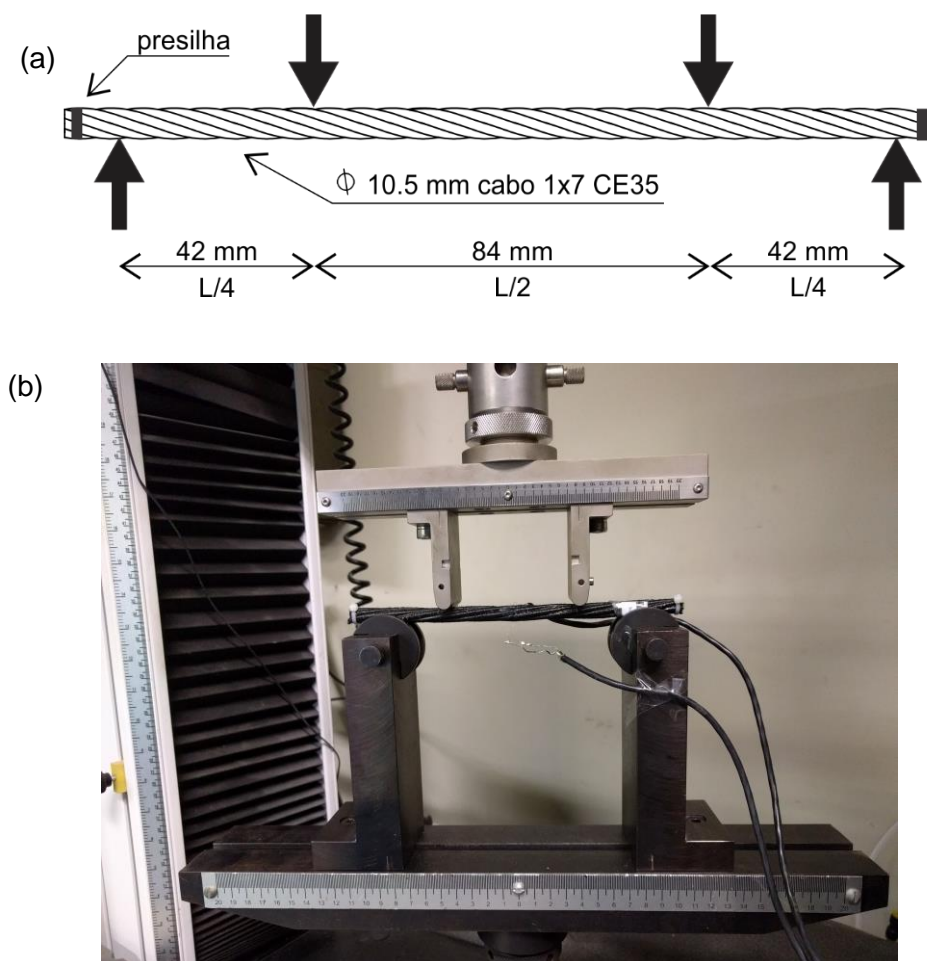 (a)
presilha
ϕ 10.5 mm cabo 1x7 CE35
42 mm
84 mm
42 mm
L/4
L/2
L/4
(b)